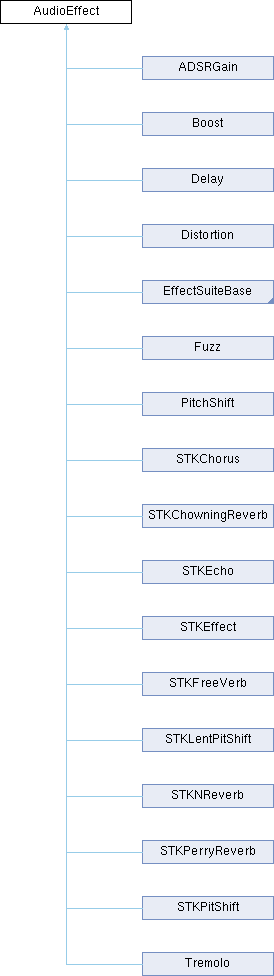 AudioEffect
ADSRGain
Boost
Delay
Distortion
EffectSuiteBase
Fuzz
PitchShift
STKChorus
STKChowningReverb
STKEcho
STKEffect
STKFreeVerb
STKLentPitShift
STKNReverb
STKPerryReverb
STKPitShift
Tremolo